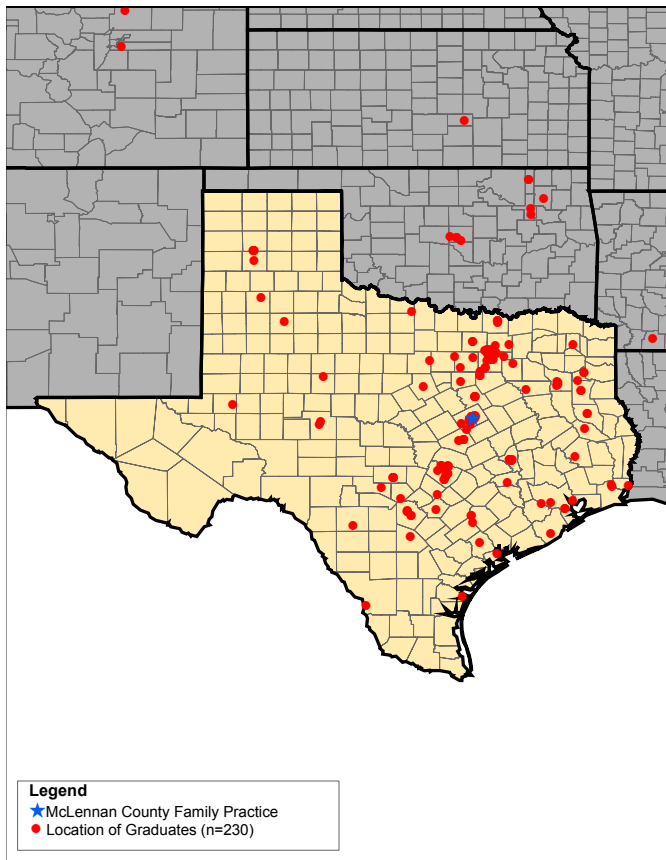 Legend
McLennan County Family Practice
Location of Graduates (n=230)